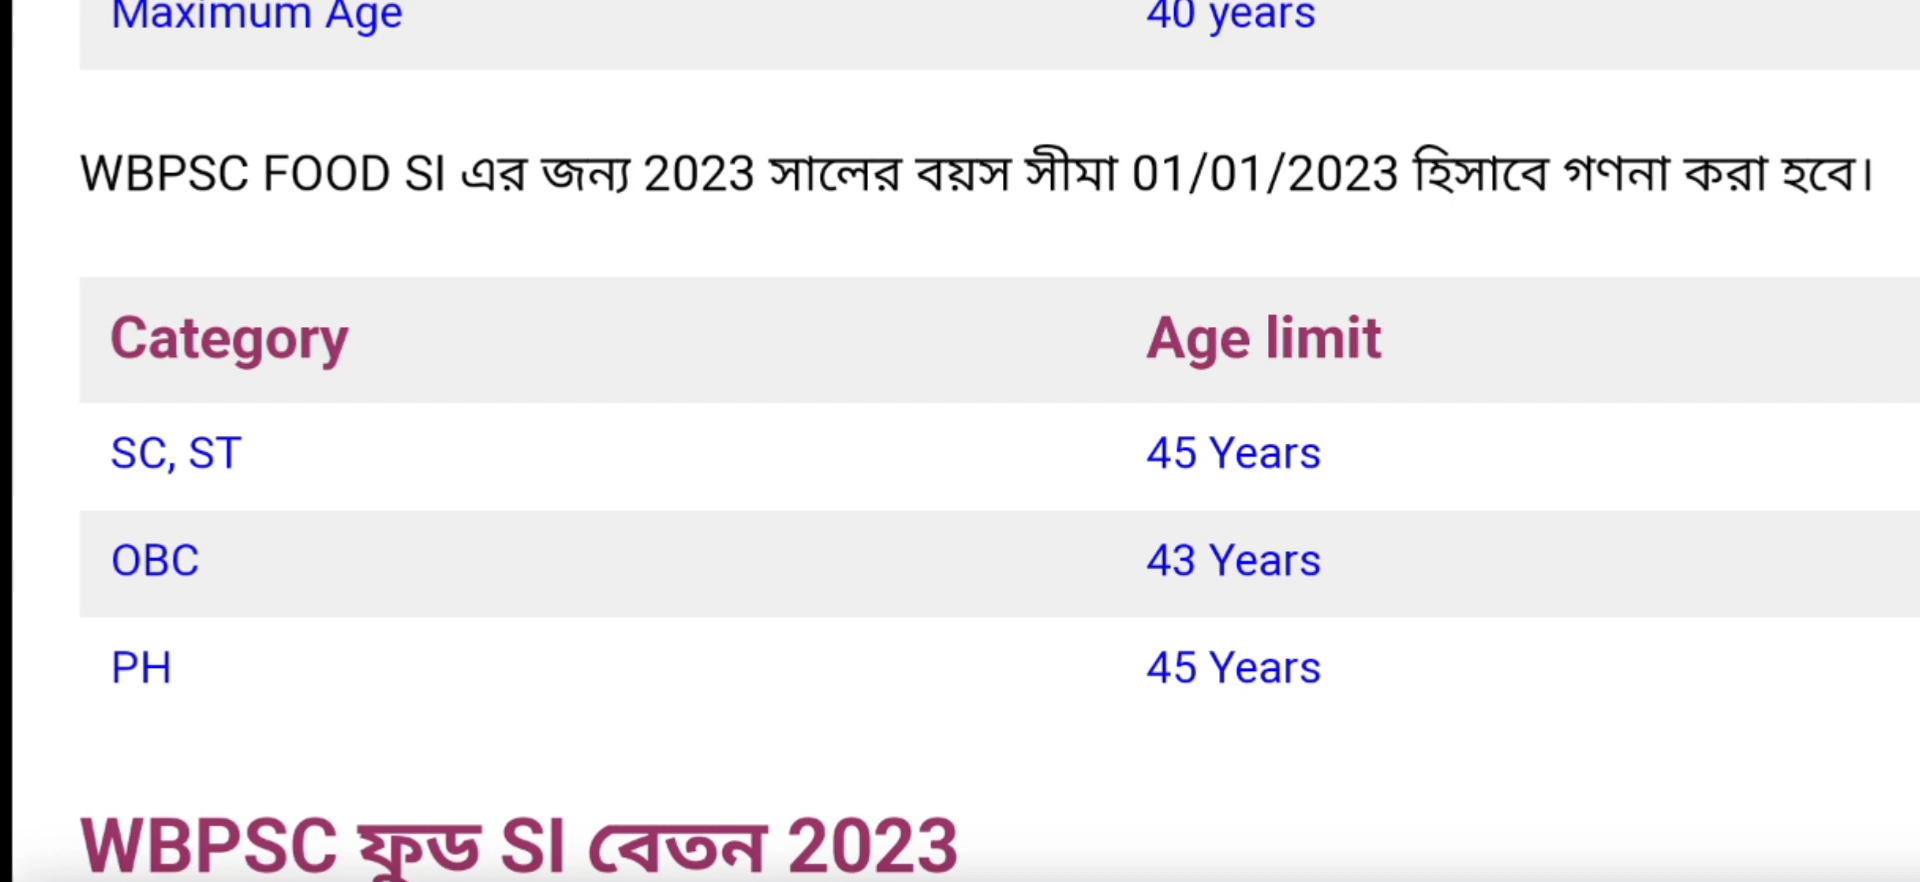 Maximum Age 40 years
WBPSC FOOD SI এর জন্য 2023 সালের বয়স সীমা 01/01/2023 হিসাবে গণনা করা হবে।
Category Age limit
SC, ST 45 Years
OBC 43 Years
PH 45 Years
WBPSC ফুড SI বেতন 2023